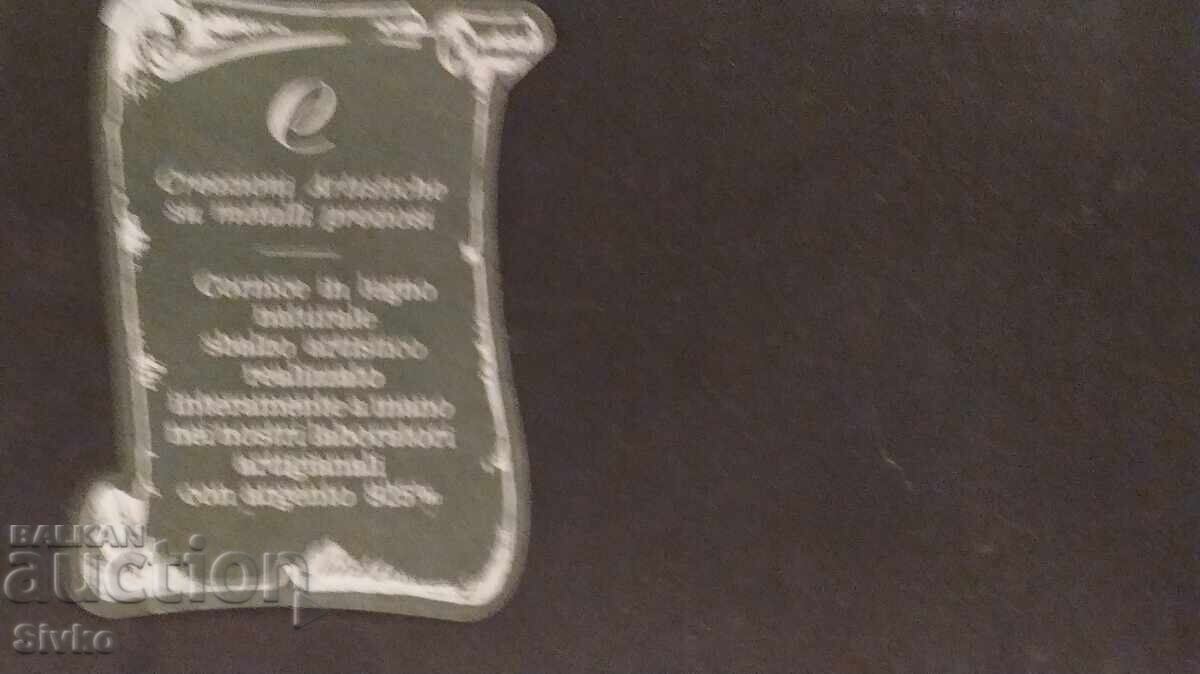 Creazioni Artistiche
su metalli preziosi
Cornice in legno
naturale
sbalzo artistico
realizzato
interamente a mano
nei nostri laboratori
artigianali
con argento 925‰
BALKAN
auction
Sivko